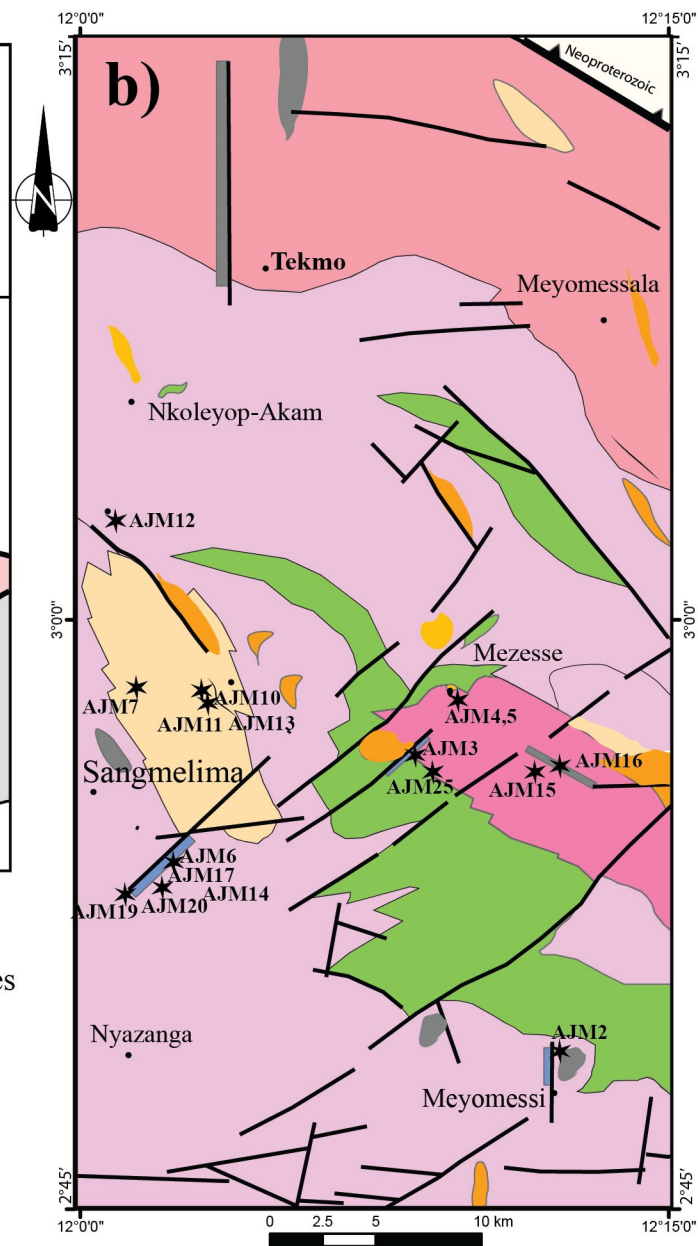 12°0'0"
12°15'0"
3°15'
3°15'
b)
Neoproterozoic
N
Tekmo
Meyomessala
Nkoleyop-Akam
AJM12
3°0'0"
3°0'0"
Mezesse
AJM7
AJM10
AJM11
AJM13
AJM4,5
AJM3
AJM25
AJM16
AJM15
Sangmelima
AJM6
AJM17
AJM19
AJM20
AJM14
es
Nyazanga
AJM2
Meyomessi
2°45'
2°45'
12°0'0"
12°15'0"
0 2.5 5 10 km